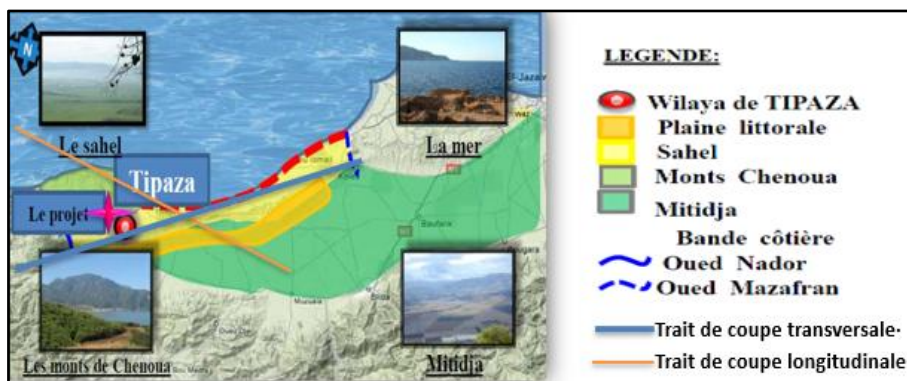 N
Le sahel
La mer
Tipaza
Le projet
Les monts de Chenoua
Mitidja
LEGENDE:
Wilaya de TIPAZA
Plaine littorale
Sahel
Monts Chenoua
Mitidja
Bande côtière
Oued Nador
Oued Mazafran
Trait de coupe transversale
Trait de coupe longitudinale